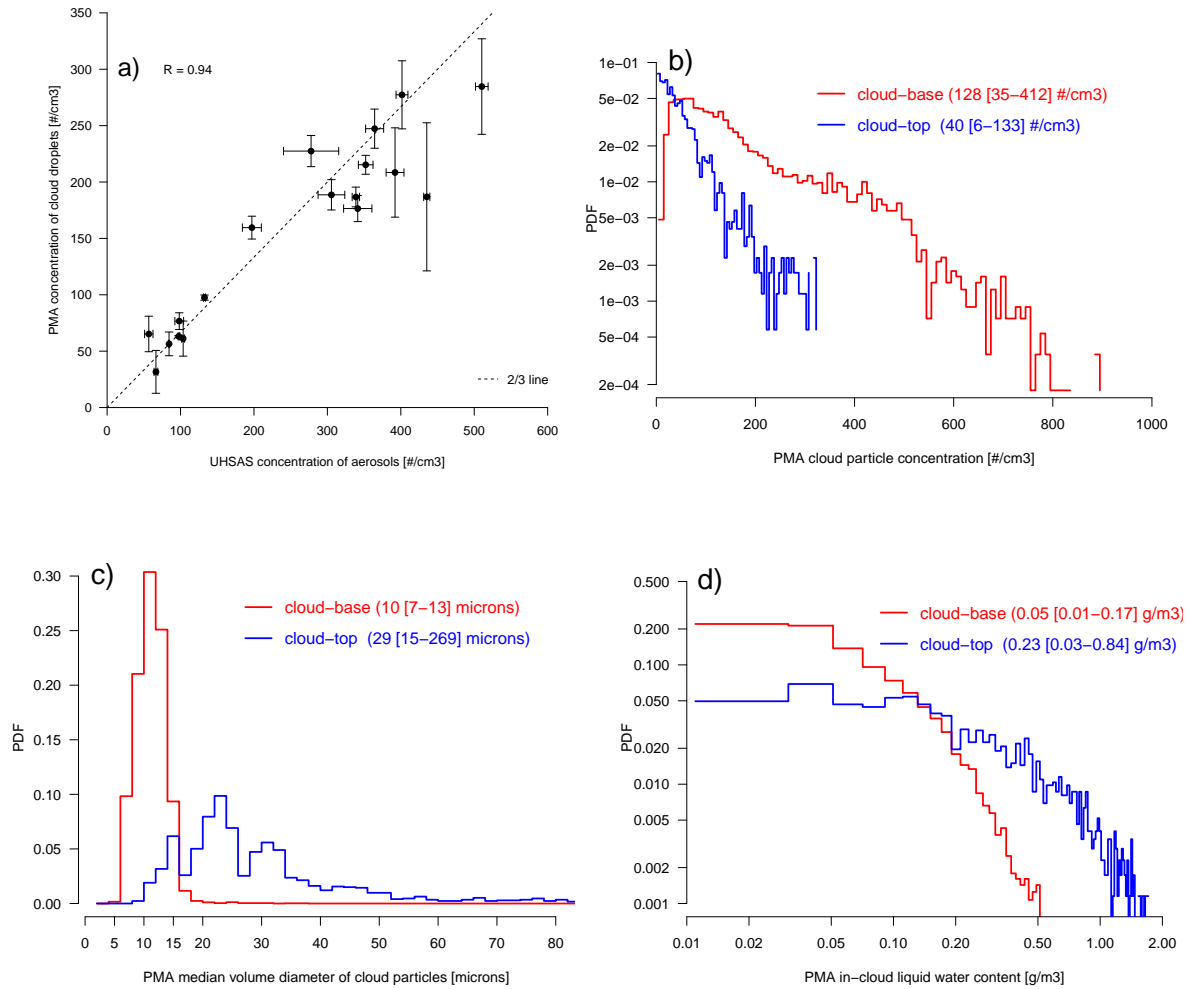 a)
R = 0.94
PMA concentration of cloud droplets [#/cm3]
350
300
250
200
150
100
50
0
2/3 line
0 100 200 300 400 500 600
UHSAS concentration of aerosols [#/cm3]
b)
cloud−base (128 [35−412] #/cm3)
cloud−top (40 [6−133] #/cm3)
PDF
1e−01
5e−02
2e−02
1e−02
5e−03
2e−03
1e−03
5e−04
2e−04
0 200 400 600 800 1000
PMA cloud particle concentration [#/cm3]
c)
cloud−base (10 [7−13] microns)
cloud−top (29 [15−269] microns)
PDF
0.30
0.25
0.20
0.15
0.10
0.05
0.00
0 5 10 15 20 30 40 50 60 70 80
PMA median volume diameter of cloud particles [microns]
d)
cloud−base (0.05 [0.01−0.17] g/m3)
cloud−top (0.23 [0.03−0.84] g/m3)
PDF
0.500
0.200
0.100
0.050
0.020
0.010
0.005
0.002
0.001
0.01 0.02 0.05 0.10 0.20 0.50 1.00 2.00
PMA in−cloud liquid water content [g/m3]